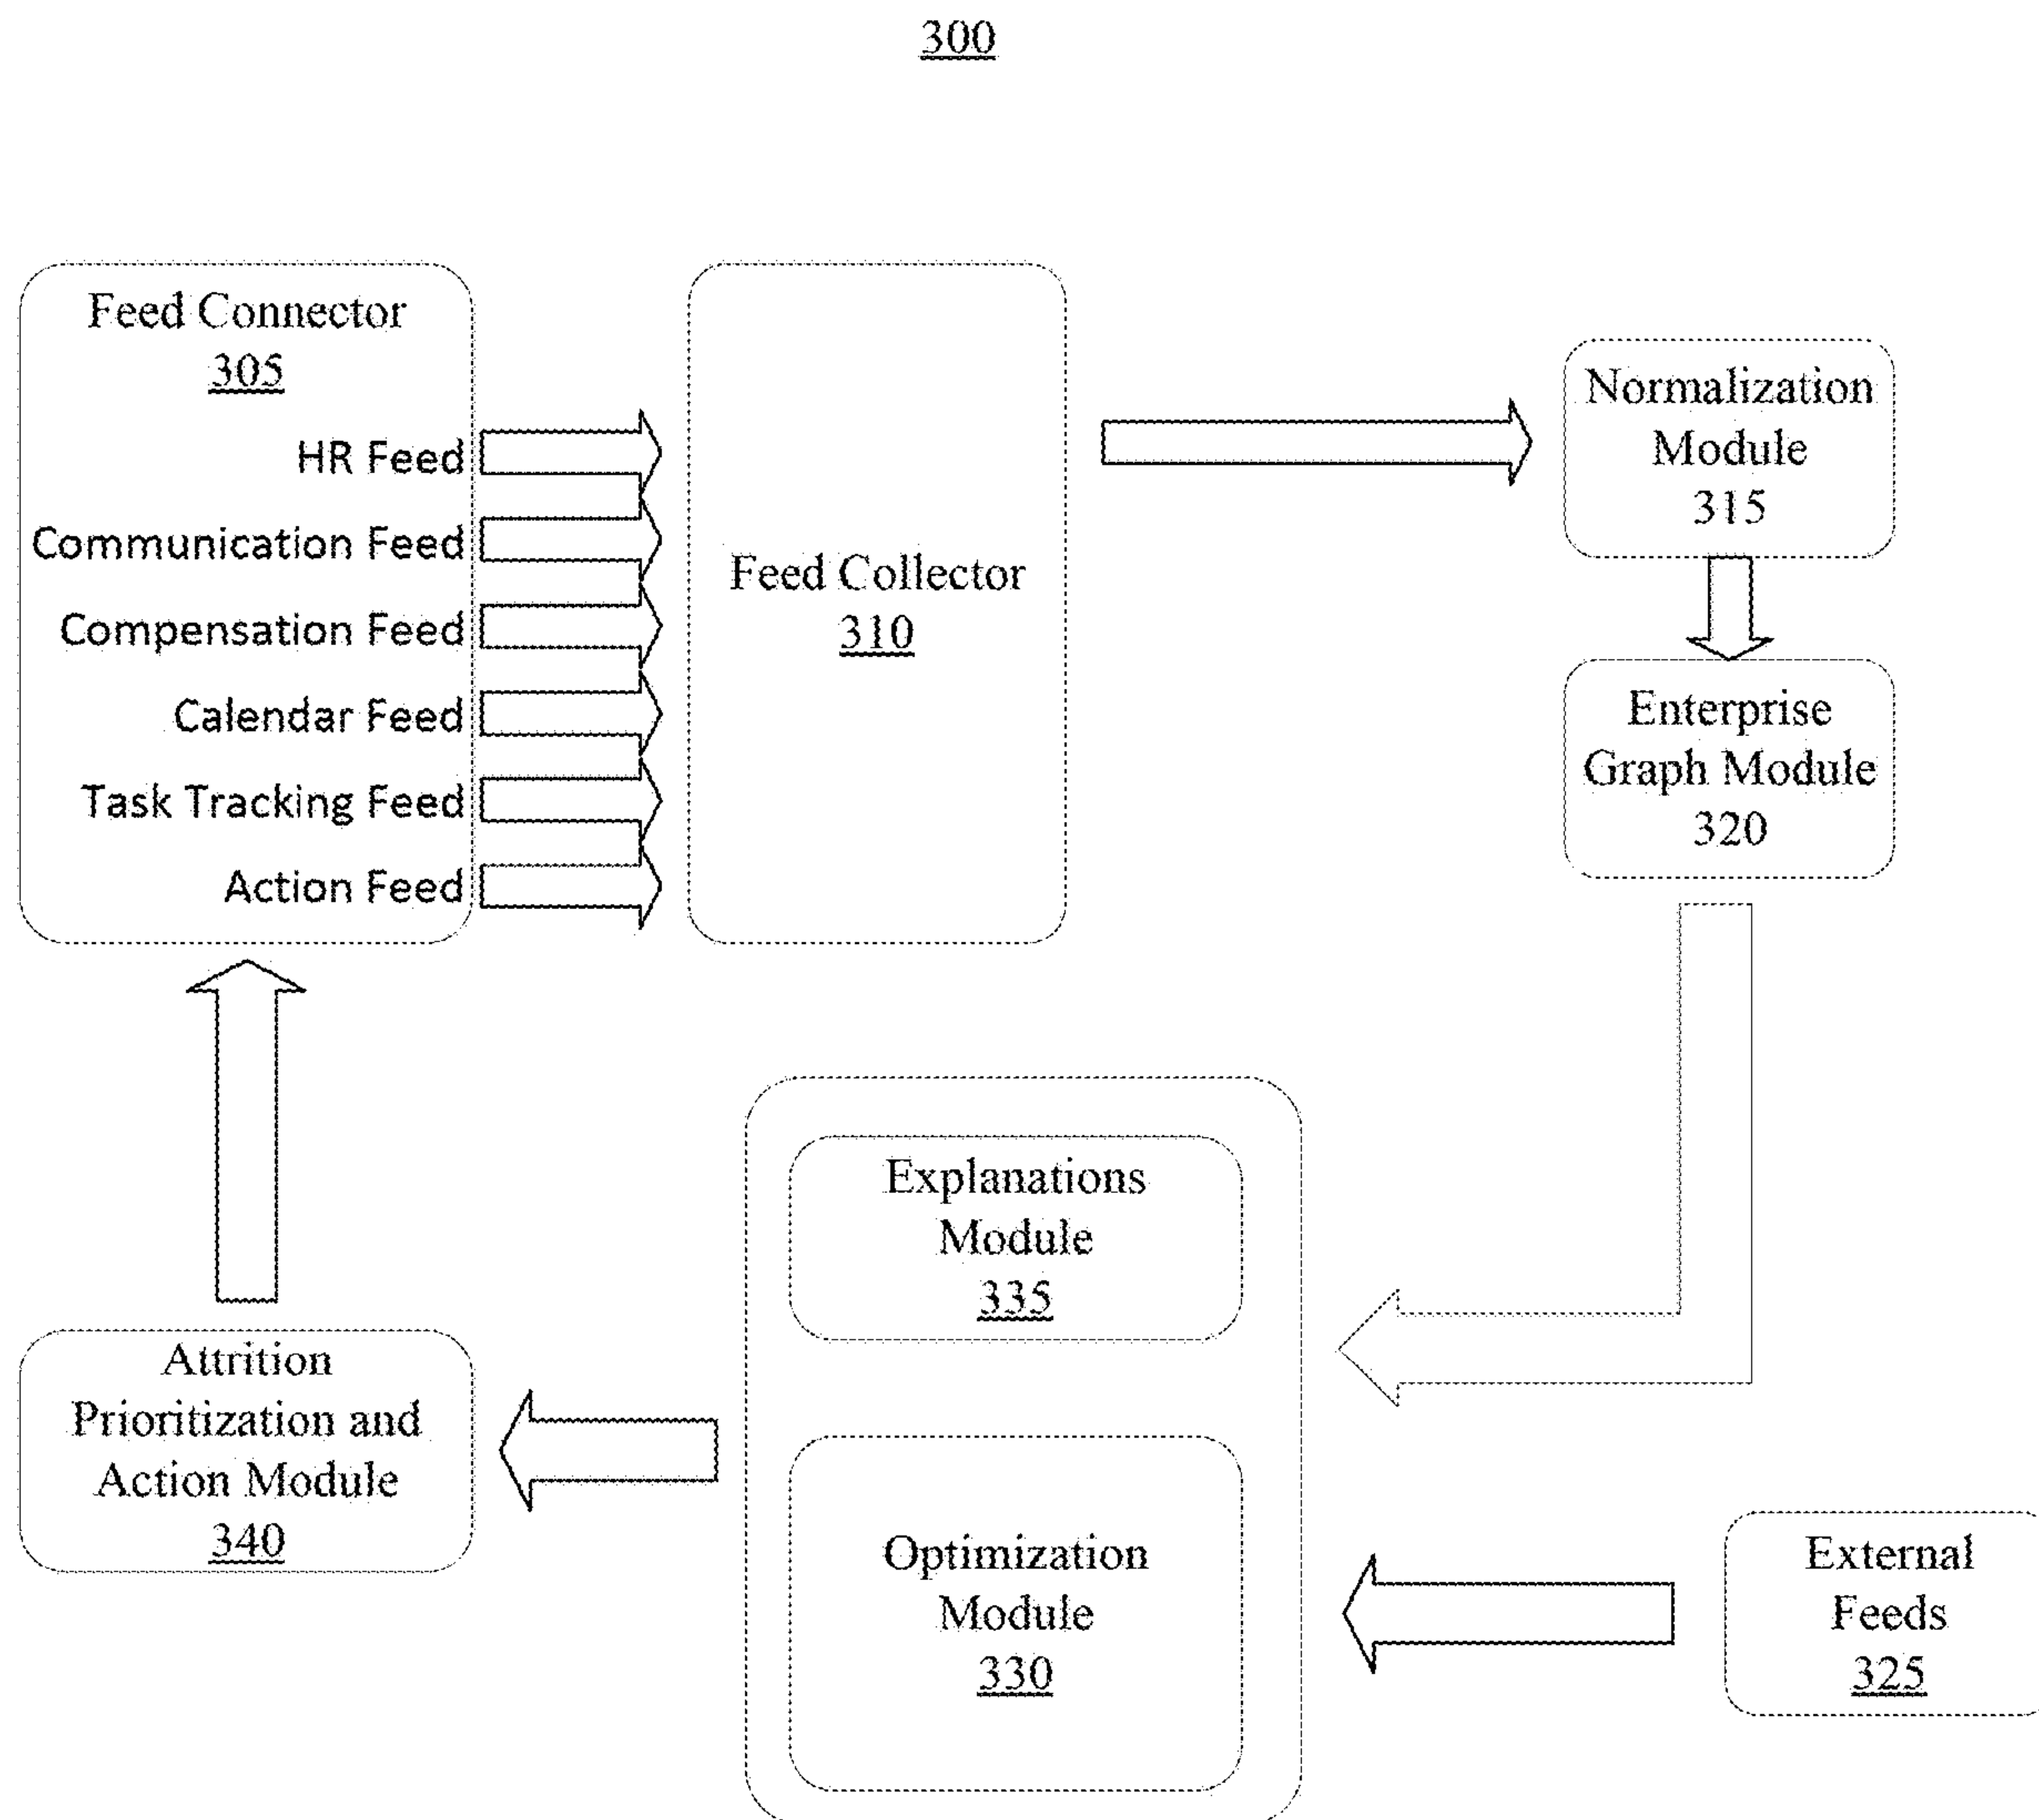 300
Feed Connector
305
HR Feed
Communication Feed
Compensation Feed
Calendar Feed
Task Tracking Feed
Action Feed
Feed Collector
310
Normalization
Module
315
Enterprise
Graph Module
320
Explanations
Module
335
Optimization
Module
330
External
Feeds
325
Attrition
Prioritization and
Action Module
340